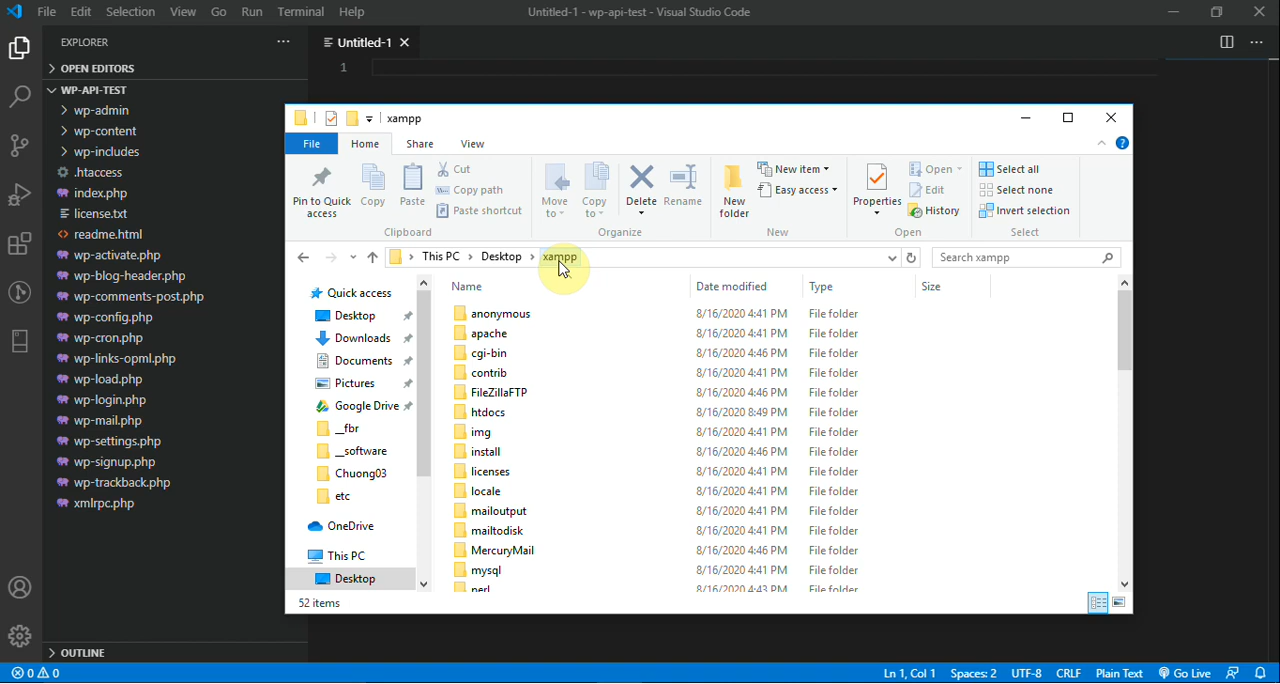 File Edit Selection View Go Run Terminal Help
Untitled-1 - wp-api-test - Visual Studio Code
EXPLORER
OPEN EDITORS
WP-API-TEST
wp-admin
wp-content
wp-includes
.htaccess
index.php
license.txt
readme.html
wp-activate.php
wp-blog-header.php
wp-comments-post.php
wp-config.php
wp-cron.php
wp-links-opml.php
wp-load.php
wp-login.php
wp-mail.php
wp-settings.php
wp-signup.php
wp-trackback.php
xmlrpc.php
OUTLINE
Untitled-1
1
xampp
File Home Share View
Pin to Quick access
Copy
Paste
Cut
Copy path
Paste shortcut
Clipboard
Move to
Copy to
Delete
Rename
Organize
New folder
New item
Easy access
New
Properties
Open
Edit
History
Open
Select all
Select none
Invert selection
Select
This PC > Desktop > xampp
Search xampp
Quick access
Desktop
Downloads
Documents
Pictures
Google Drive
__fbr
__software
Chuong03
etc
OneDrive
This PC
Desktop
Name Date modified Type Size
anonymous 8/16/2020 4:41 PM File folder
apache 8/16/2020 4:41 PM File folder
cgi-bin 8/16/2020 4:46 PM File folder
contrib 8/16/2020 4:41 PM File folder
FileZillaFTP 8/16/2020 4:46 PM File folder
htdocs 8/16/2020 8:49 PM File folder
img 8/16/2020 4:41 PM File folder
install 8/16/2020 4:46 PM File folder
licenses 8/16/2020 4:41 PM File folder
locale 8/16/2020 4:41 PM File folder
mailoutput 8/16/2020 4:41 PM File folder
mailtodisk 8/16/2020 4:41 PM File folder
MercuryMail 8/16/2020 4:46 PM File folder
mysql 8/16/2020 4:41 PM File folder
perl 8/16/2020 4:43 PM File folder
52 items
0 0
Ln 1, Col 1 Spaces: 2 UTF-8 CRLF Plain Text Go Live